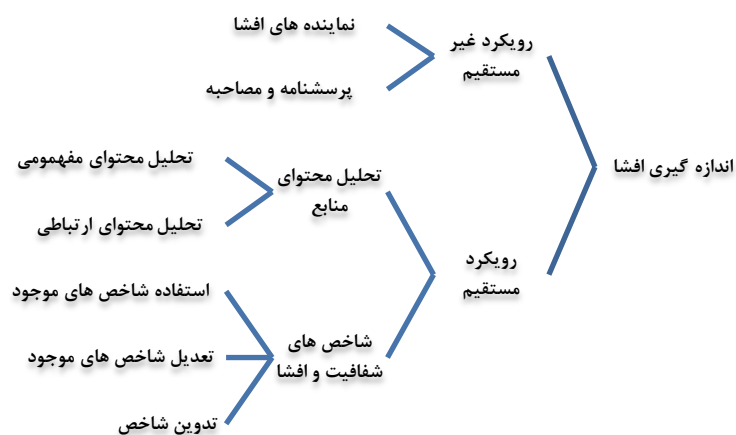 اندازه گیری افشا
رویکرد غیر
مستقیم
نماینده های افشا
پرسشنامه و مصاحبه
رویکرد
مستقیم
تحلیل محتوای
منابع
تحلیل محتوای مفهمومی
تحلیل محتوای ارتباطی
شاخص های
شفافیت و افشا
استفاده شاخص های موجود
تعدیل شاخص های موجود
تدوین شاخص